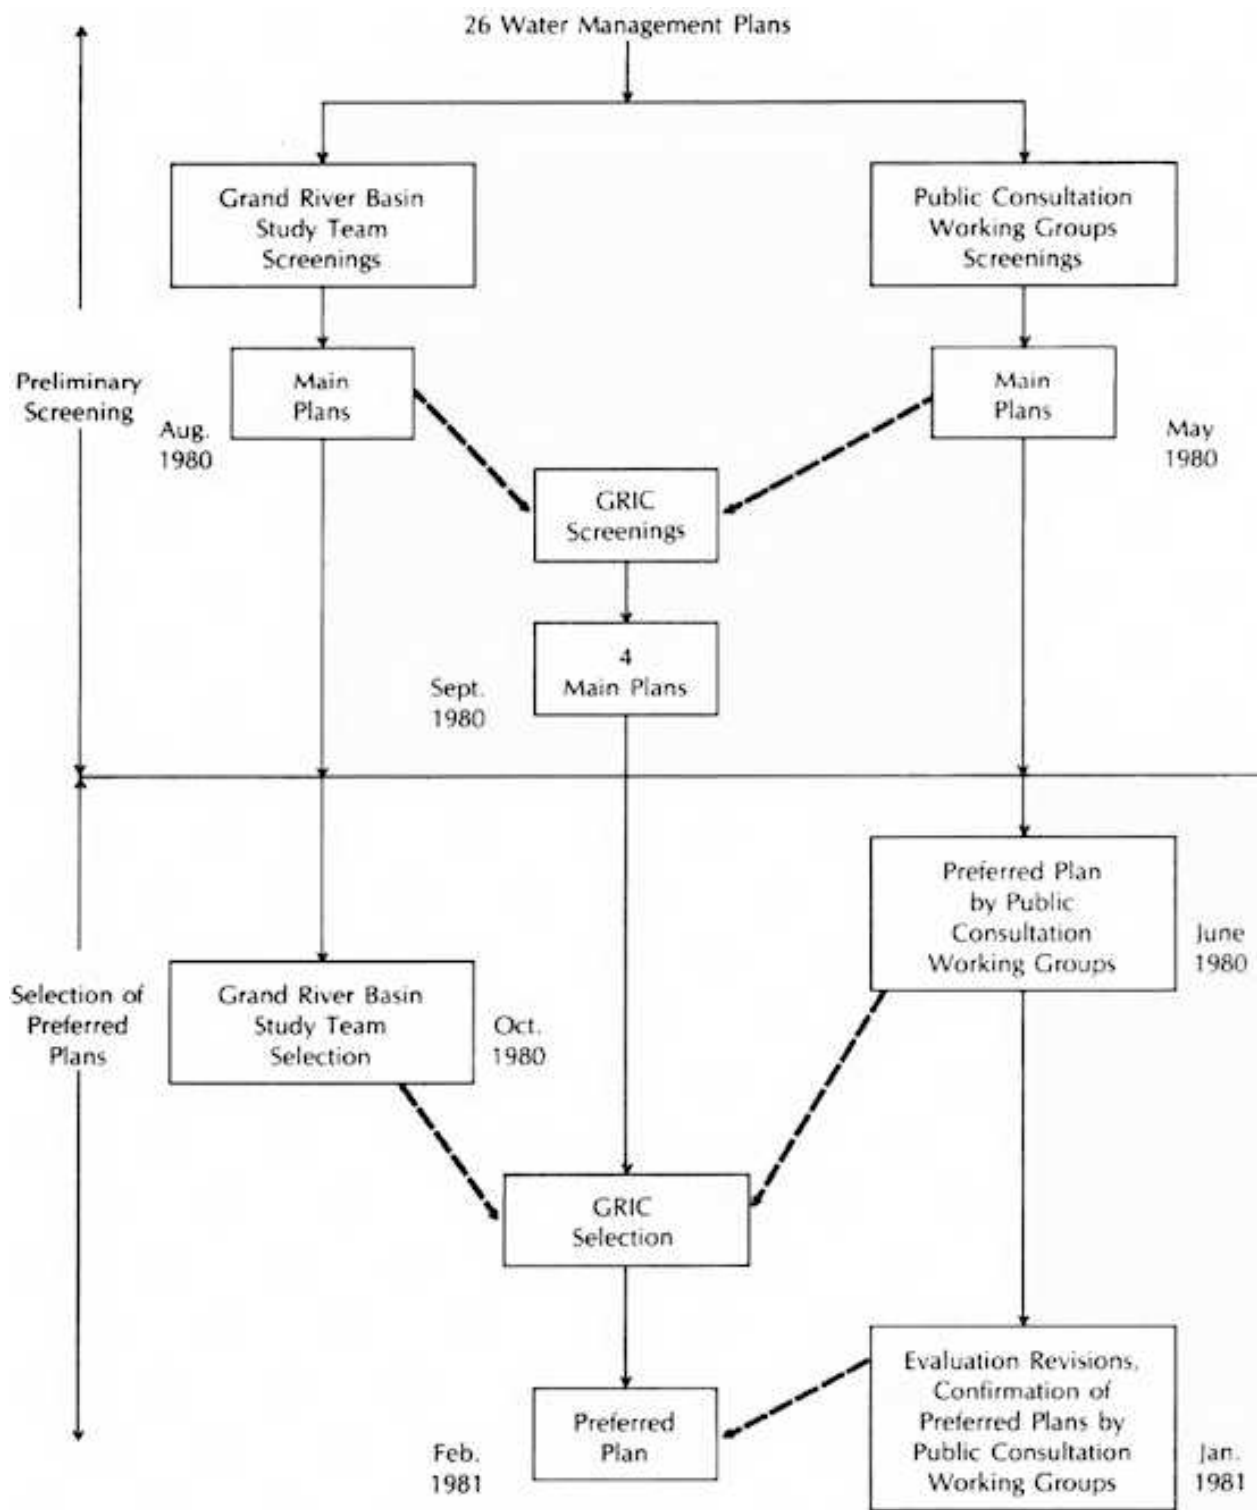 26 Water Management Plans
Grand River Basin
Study Team
Screenings
Public Consultation
Working Groups
Screenings
Preliminary
Screening
Main
Plans
Aug.
1980
Main
Plans
May
1980
GRIC
Screenings
4
Main Plans
Sept.
1980
Preferred Plan
by Public
Consultation
Working Groups
June
1980
Selection of
Preferred
Plans
Grand River Basin
Study Team
Selection
Oct.
1980
GRIC
Selection
Preferred
Plan
Feb.
1981
Evaluation Revisions,
Confirmation of
Preferred Plans by
Public Consultation
Working Groups
Jan.
1981